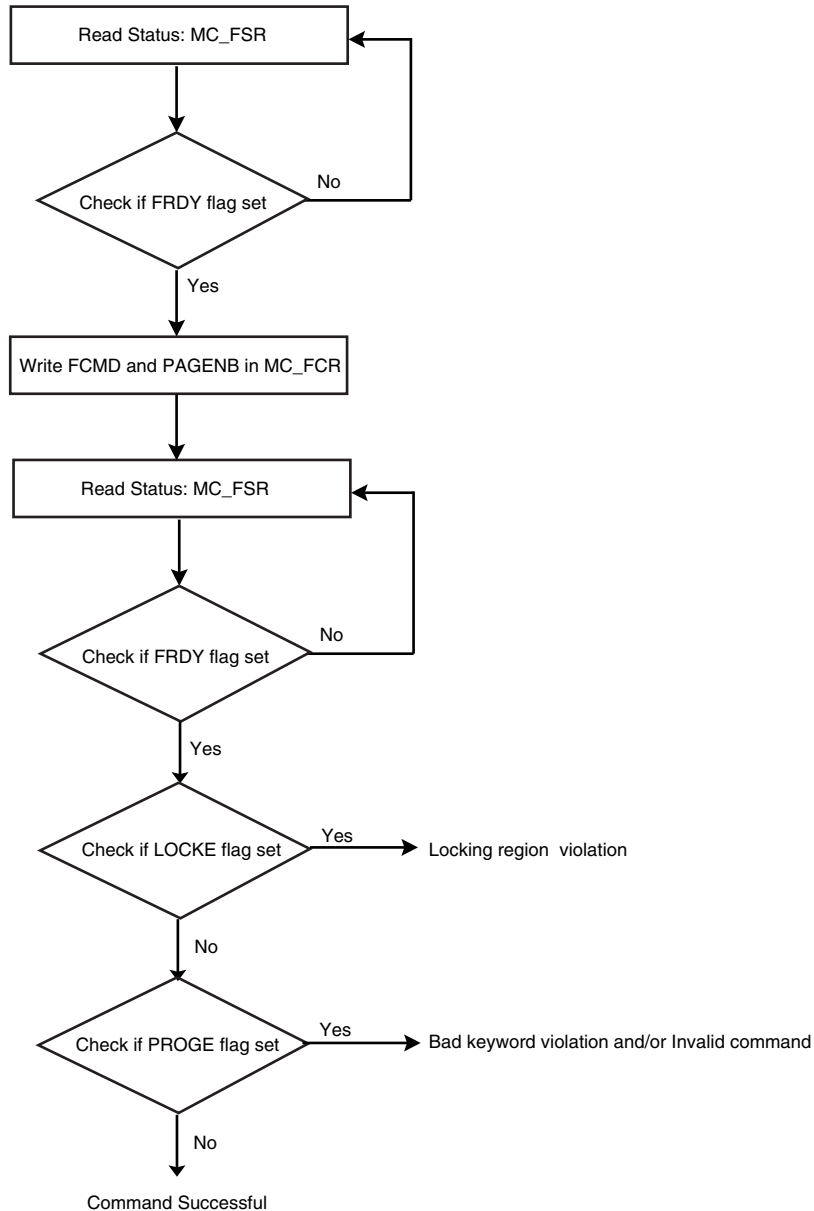 Read Status: MC_FSR
Check if FRDY flag set
No
Yes
Write FCMD and PAGENB in MC_FCR
Read Status: MC_FSR
Check if FRDY flag set
No
Yes
Check if LOCKE flag set
Yes
Locking region violation
No
Check if PROGE flag set
Yes
Bad keyword violation and/or Invalid command
No
Command Successful